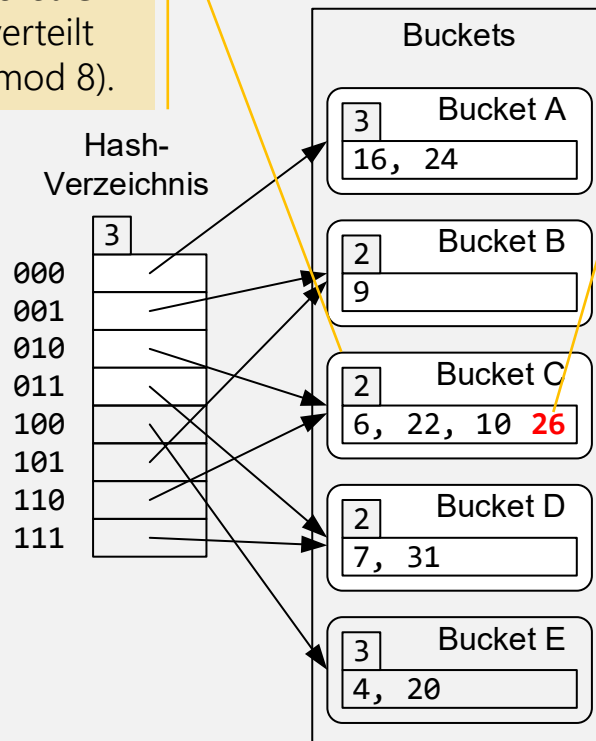 verteilt
mod 8).
Hash-
Verzeichnis
3
000
001
010
011
100
101
110
111
Buckets
Bucket A
3
16, 24
Bucket B
2
9
Bucket C
2
6, 22, 10 26
Bucket D
2
7, 31
Bucket E
3
4, 20